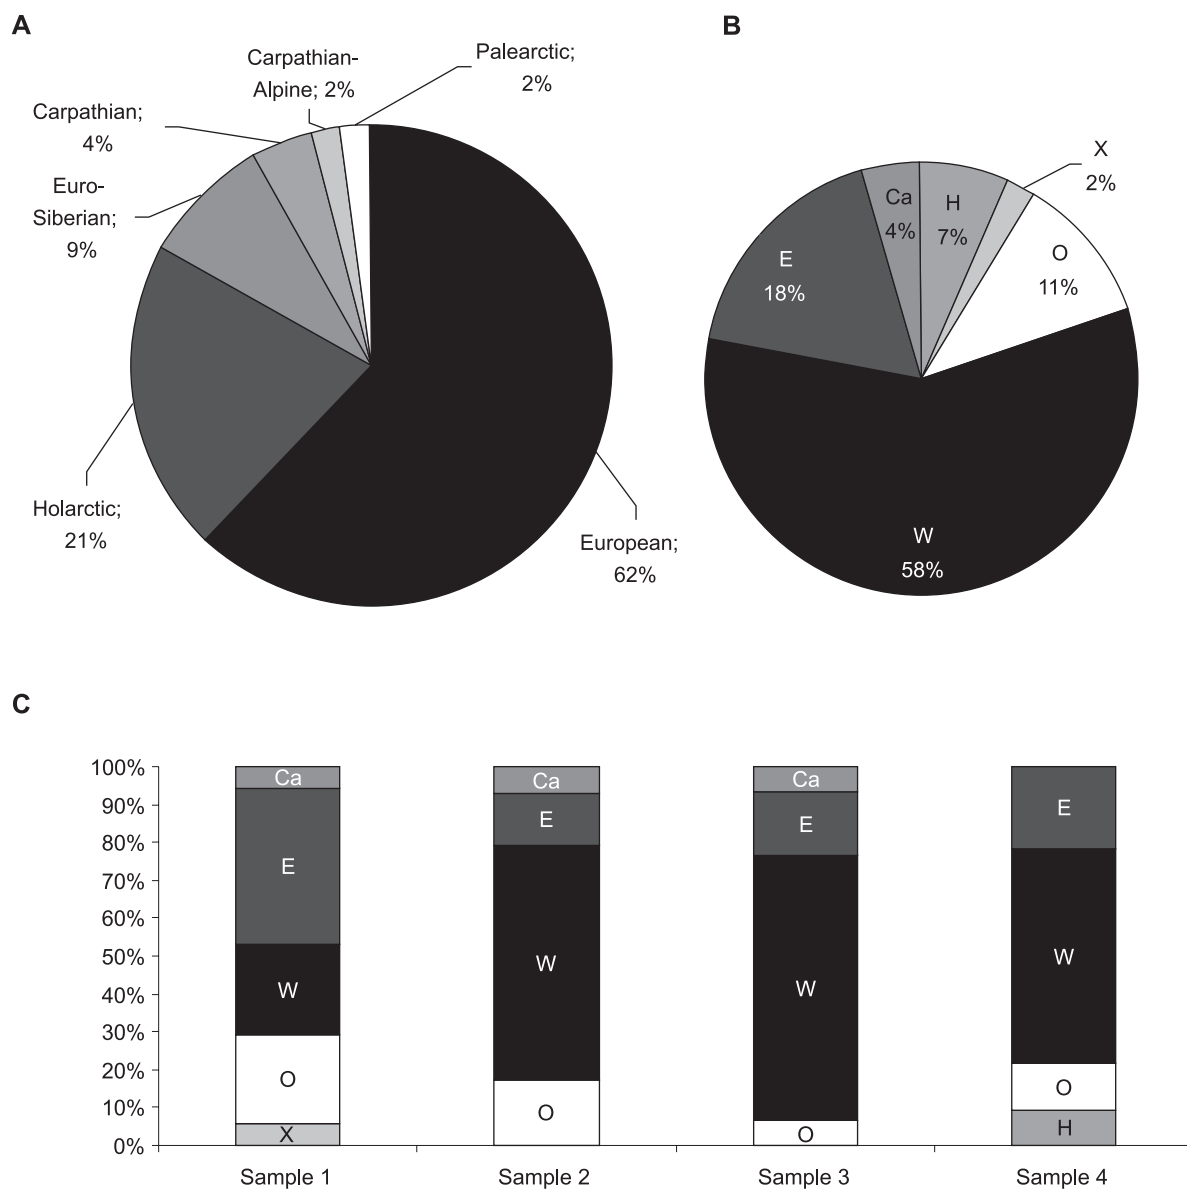 A
Carpathian-
Alpine; 2%
Palearctic;
2%
Carpathian;
4%
Euro-
Siberian;
9%
Holarctic;
21%
European;
62%
B
X
2%
Ca
4%
H
7%
O
11%
E
18%
W
58%
C
100%
90%
80%
70%
60%
50%
40%
30%
20%
10%
0%
Ca
E
W
O
X
Ca
E
W
O
Ca
E
W
O
E
W
O
H
Sample 1
Sample 2
Sample 3
Sample 4